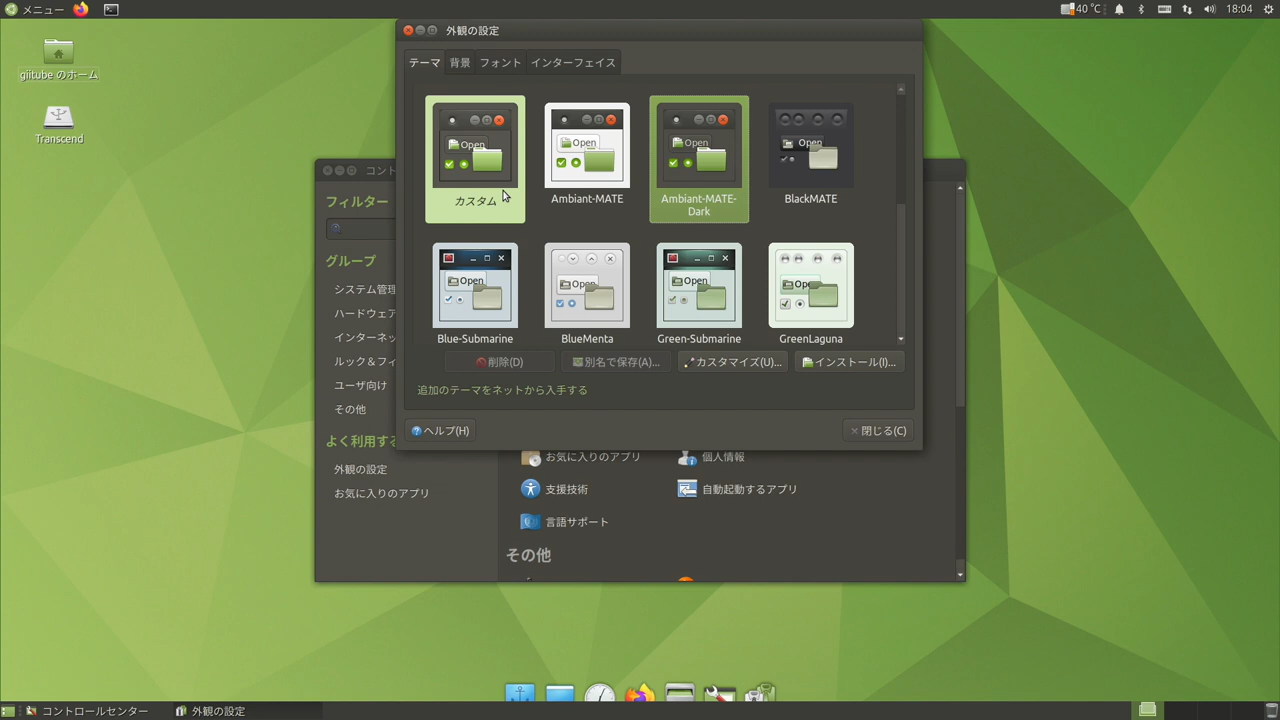 メニュー
40 ℃
18:04
giitube のホーム
Transcend
外観の設定
テーマ
背景
フォント
インターフェイス
Open
カスタム
Open
Ambiant-MATE
Open
Ambiant-MATE-
Dark
Open
BlackMATE
Open
Blue-Submarine
Open
BlueMenta
Open
Green-Submarine
GreenLaguna
削除(D)
別名で保存(A)...
カスタマイズ(U)...
インストール(I)...
追加のテーマをネットから入手する
ヘルプ(H)
閉じる(C)
コント
フィルター
グループ
システム管理
ハードウェア
インターネッ
ルック＆フィ
ユーザ向け
その他
よく利用する
外観の設定
お気に入りのアプリ
お気に入りのアプリ
個人情報
支援技術
自動起動するアプリ
言語サポート
その他
コントロールセンター
外観の設定